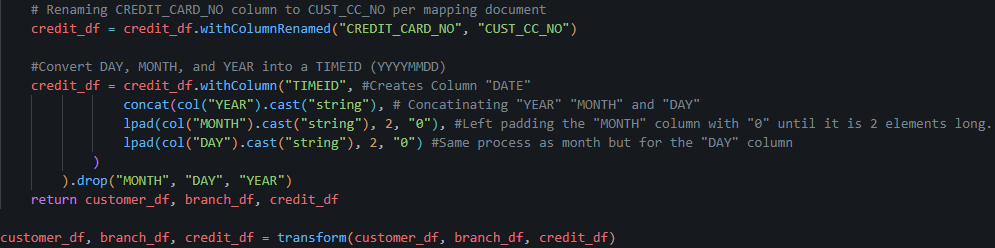 # Renaming CREDIT_CARD_NO column to CUST_CC_NO per mapping document
credit_df = credit_df.withColumnRenamed("CREDIT_CARD_NO", "CUST_CC_NO")
#Convert DAY, MONTH, and YEAR into a TIMEID (YYYYMMDD)
credit_df = credit_df.withColumn("TIMEID", #Creates Column "DATE"
concat(col("YEAR").cast("string"), # Concatinating "YEAR" "MONTH" and "DAY"
lpad(col("MONTH").cast("string"), 2, "0"), #Left padding the "MONTH" column with "0" until it is 2 elements long.
lpad(col("DAY").cast("string"), 2, "0") #Same process as month but for the "DAY" column
)
).drop("MONTH", "DAY", "YEAR")
return customer_df, branch_df, credit_df
customer_df, branch_df, credit_df = transform(customer_df, branch_df, credit_df)